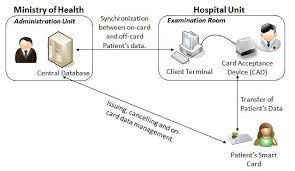 Ministry of Health
Administration Unit
Central Database
Synchronization
between on-card
and off-card
Patient's data.
Hospital Unit
Examination Room
Client Terminal
Card Acceptance
Device (CAD)
Issuing, cancelling and on-
card data management.
Transfer of
Patient's Data
Patient's Smart
Card